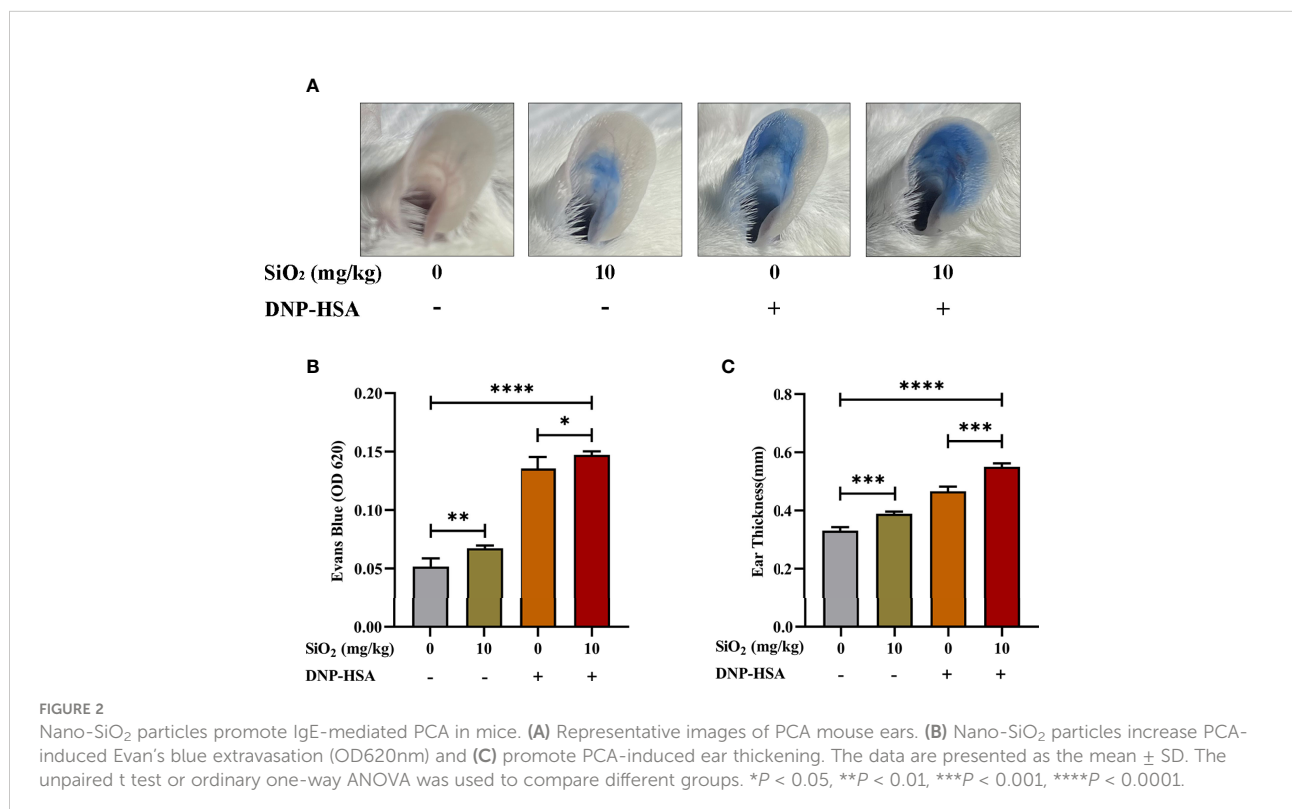 A
SiO₂ (mg/kg) 0 10 0 10
DNP-HSA - - + +
B
****
*
**
Evans Blue (OD 620)
0.20
0.15
0.10
0.05
0.00
SiO₂ (mg/kg) 0 10 0 10
DNP-HSA - - + +
C
****
***
***
Ear Thickness(mm)
0.8
0.6
0.4
0.2
0.0
SiO₂ (mg/kg) 0 10 0 10
DNP-HSA - - + +
FIGURE 2
Nano-SiO₂ particles promote IgE-mediated PCA in mice. (A) Representative images of PCA mouse ears. (B) Nano-SiO₂ particles increase PCA-
induced Evan's blue extravasation (OD620nm) and (C) promote PCA-induced ear thickening. The data are presented as the mean ± SD. The
unpaired t test or ordinary one-way ANOVA was used to compare different groups. *P < 0.05, **P < 0.01, ***P < 0.001, ****P < 0.0001.